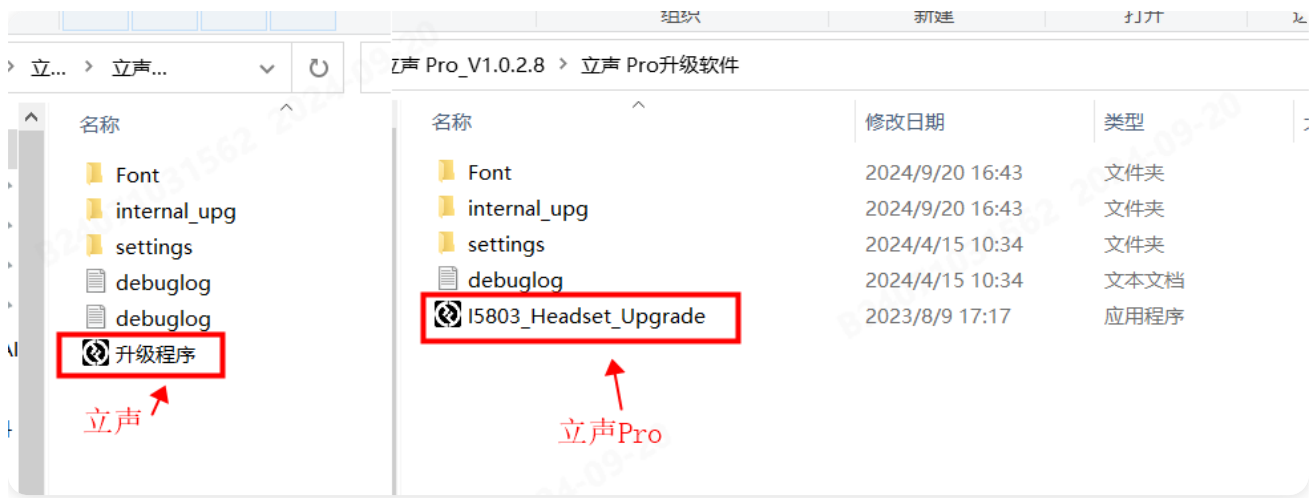 组织
新建
打开
立... > 立声...
立声 Pro_V1.0.2.8 > 立声 Pro升级软件
名称
Font
internal_upg
settings
debuglog
debuglog
升级程序
立声
名称 修改日期 类型
Font 2024/9/20 16:43 文件夹
internal_upg 2024/9/20 16:43 文件夹
settings 2024/4/15 10:34 文件夹
debuglog 2024/4/15 10:34 文本文档
I5803_Headset_Upgrade 2023/8/9 17:17 应用程序
立声Pro